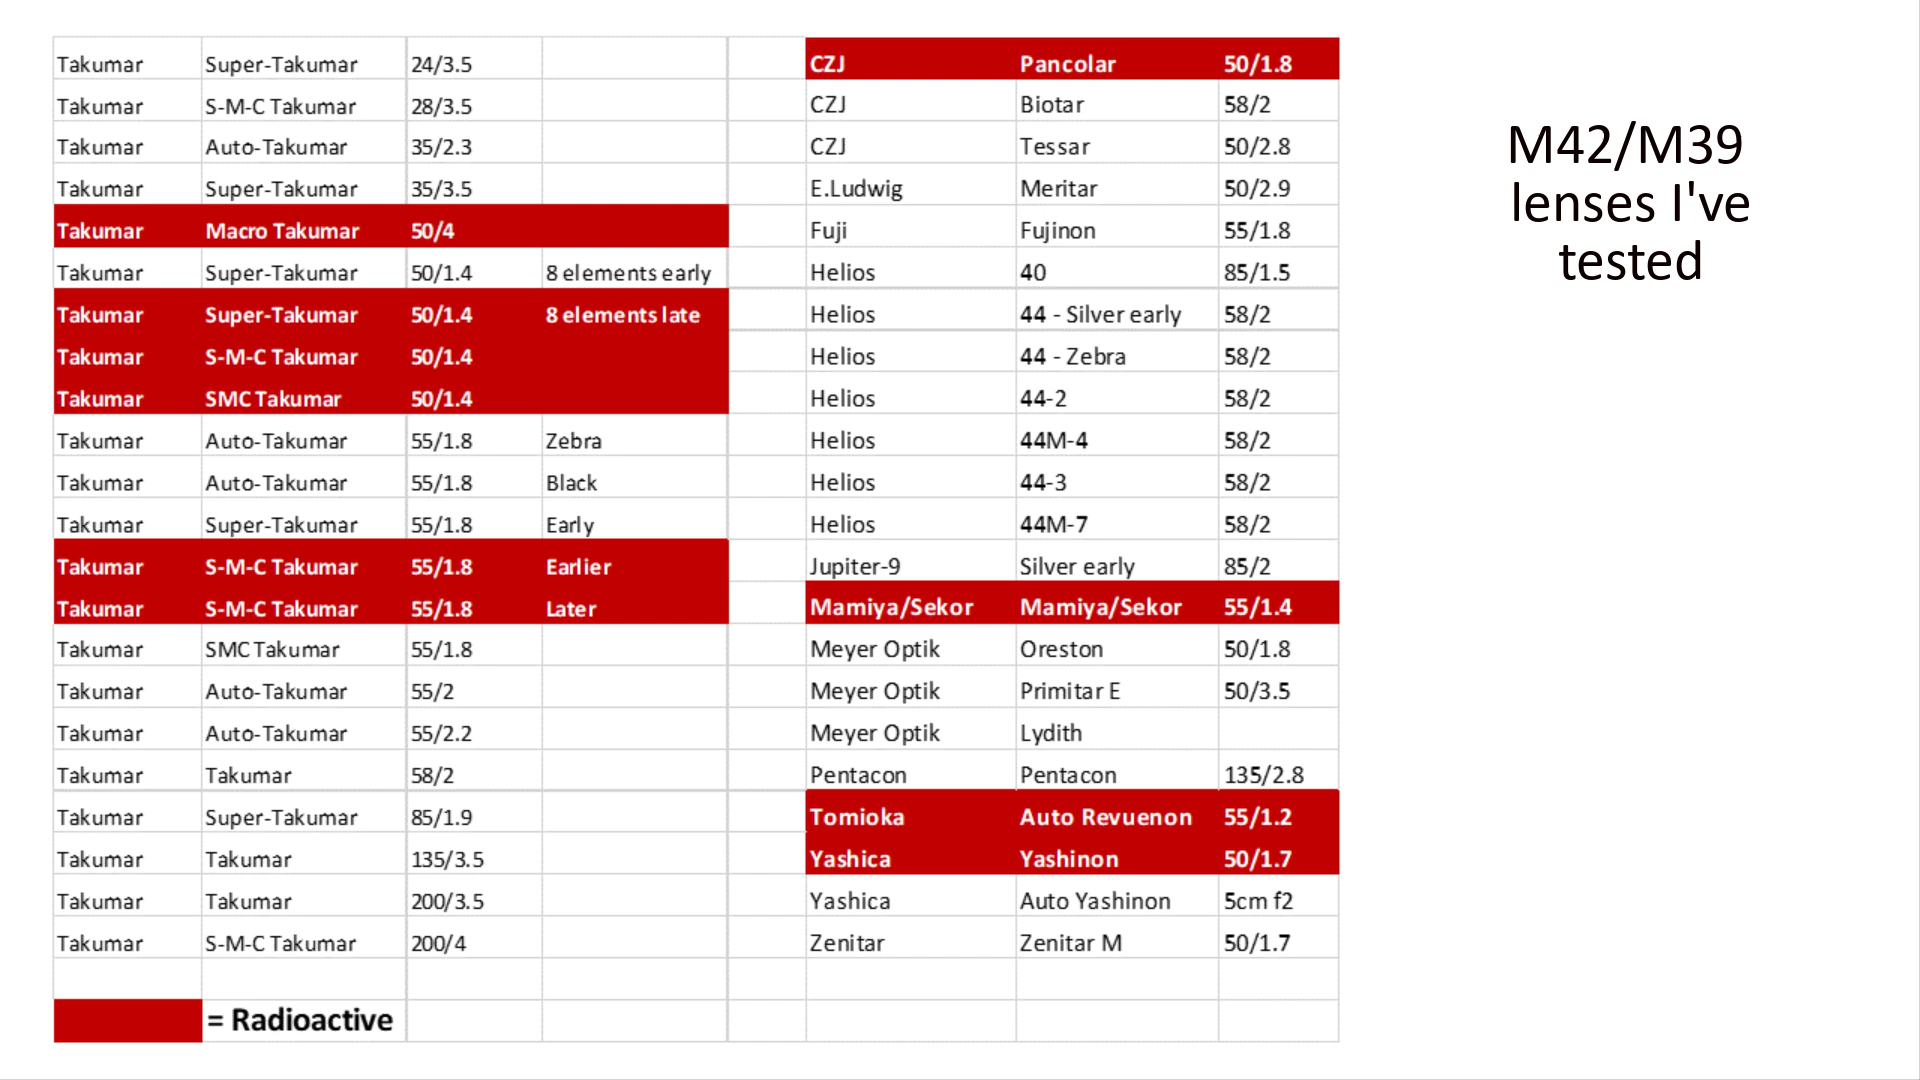 Takumar Super-Takumar 24/3.5
Takumar S-M-C Takumar 28/3.5
Takumar Auto-Takumar 35/2.3
Takumar Super-Takumar 35/3.5
Takumar Macro Takumar 50/4
Takumar Super-Takumar 50/1.4 8 elements early
Takumar Super-Takumar 50/1.4 8 elements late
Takumar S-M-C Takumar 50/1.4
Takumar SMC Takumar 50/1.4
Takumar Auto-Takumar 55/1.8 Zebra
Takumar Auto-Takumar 55/1.8 Black
Takumar Super-Takumar 55/1.8 Early
Takumar S-M-C Takumar 55/1.8 Earlier
Takumar S-M-C Takumar 55/1.8 Later
Takumar SMC Takumar 55/1.8
Takumar Auto-Takumar 55/2
Takumar Auto-Takumar 55/2.2
Takumar Takumar 58/2
Takumar Super-Takumar 85/1.9
Takumar Takumar 135/3.5
Takumar Takumar 200/3.5
Takumar S-M-C Takumar 200/4
= Radioactive
CZJ Pancolar 50/1.8
CZJ Biotar 58/2
CZJ Tessar 50/2.8
E.Ludwig Meritar 50/2.9
Fuji Fujinon 55/1.8
Helios 40 85/1.5
Helios 44 - Silver early 58/2
Helios 44 - Zebra 58/2
Helios 44-2 58/2
Helios 44M-4 58/2
Helios 44-3 58/2
Helios 44M-7 58/2
Jupiter-9 Silver early 85/2
Mamiya/Sekor Mamiya/Sekor 55/1.4
Meyer Optik Oreston 50/1.8
Meyer Optik Primitar E 50/3.5
Meyer Optik Lydith
Pentacon Pentacon 135/2.8
Tomioka Auto Revuenon 55/1.2
Yashica Yashinon 50/1.7
Yashica Auto Yashinon 5cm f2
Zenitar Zenitar M 50/1.7
M42/M39
lenses I've
tested